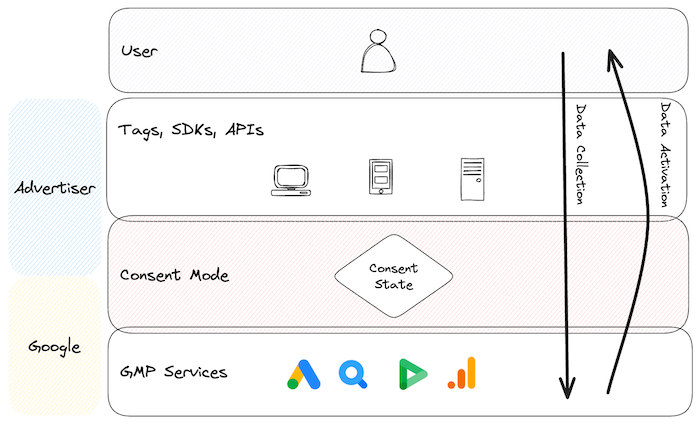 User
Tags, SDKs, APIs
Data Collection
Data Activation
Advertiser
Consent Mode
Consent
State
Google
GMP Services